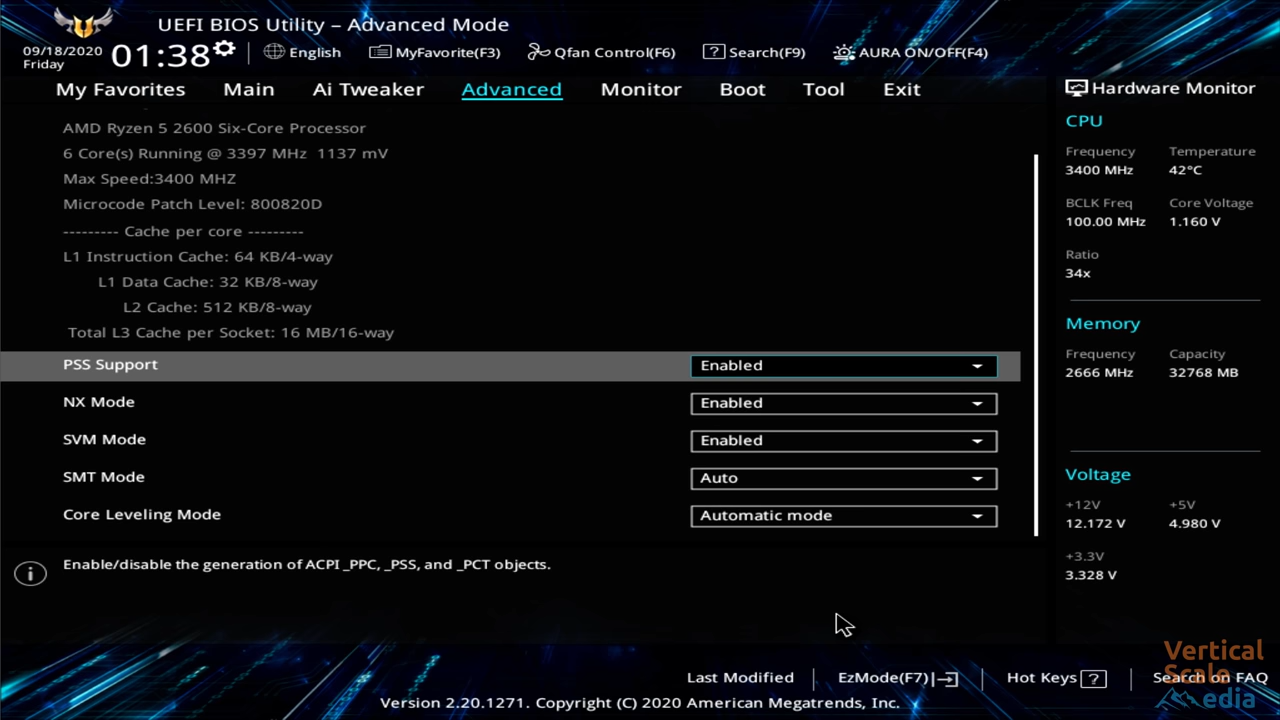 UEFI BIOS Utility – Advanced Mode
09/18/2020
Friday
01:38
English
MyFavorite(F3)
Qfan Control(F6)
? Search(F9)
AURA ON/OFF(F4)
My Favorites
Main
Ai Tweaker
Advanced
Monitor
Boot
Tool
Exit
Hardware Monitor
AMD Ryzen 5 2600 Six-Core Processor
6 Core(s) Running @ 3397 MHz 1137 mV
Max Speed:3400 MHZ
Microcode Patch Level: 800820D
--------- Cache per core ---------
L1 Instruction Cache: 64 KB/4-way
L1 Data Cache: 32 KB/8-way
L2 Cache: 512 KB/8-way
Total L3 Cache per Socket: 16 MB/16-way
PSS Support Enabled
NX Mode Enabled
SVM Mode Enabled
SMT Mode Auto
Core Leveling Mode Automatic mode
Enable/disable the generation of ACPI _PPC, _PSS, and _PCT objects.
CPU
Frequency Temperature
3400 MHz 42°C
BCLK Freq Core Voltage
100.00 MHz 1.160 V
Ratio
34x
Memory
Frequency Capacity
2666 MHz 32768 MB
Voltage
+12V +5V
12.172 V 4.980 V
+3.3V
3.328 V
Last Modified
EzMode(F7)
Hot Keys ?
Search on FAQ
Version 2.20.1271. Copyright (C) 2020 American Megatrends, Inc.
Vertical
Scale
Media